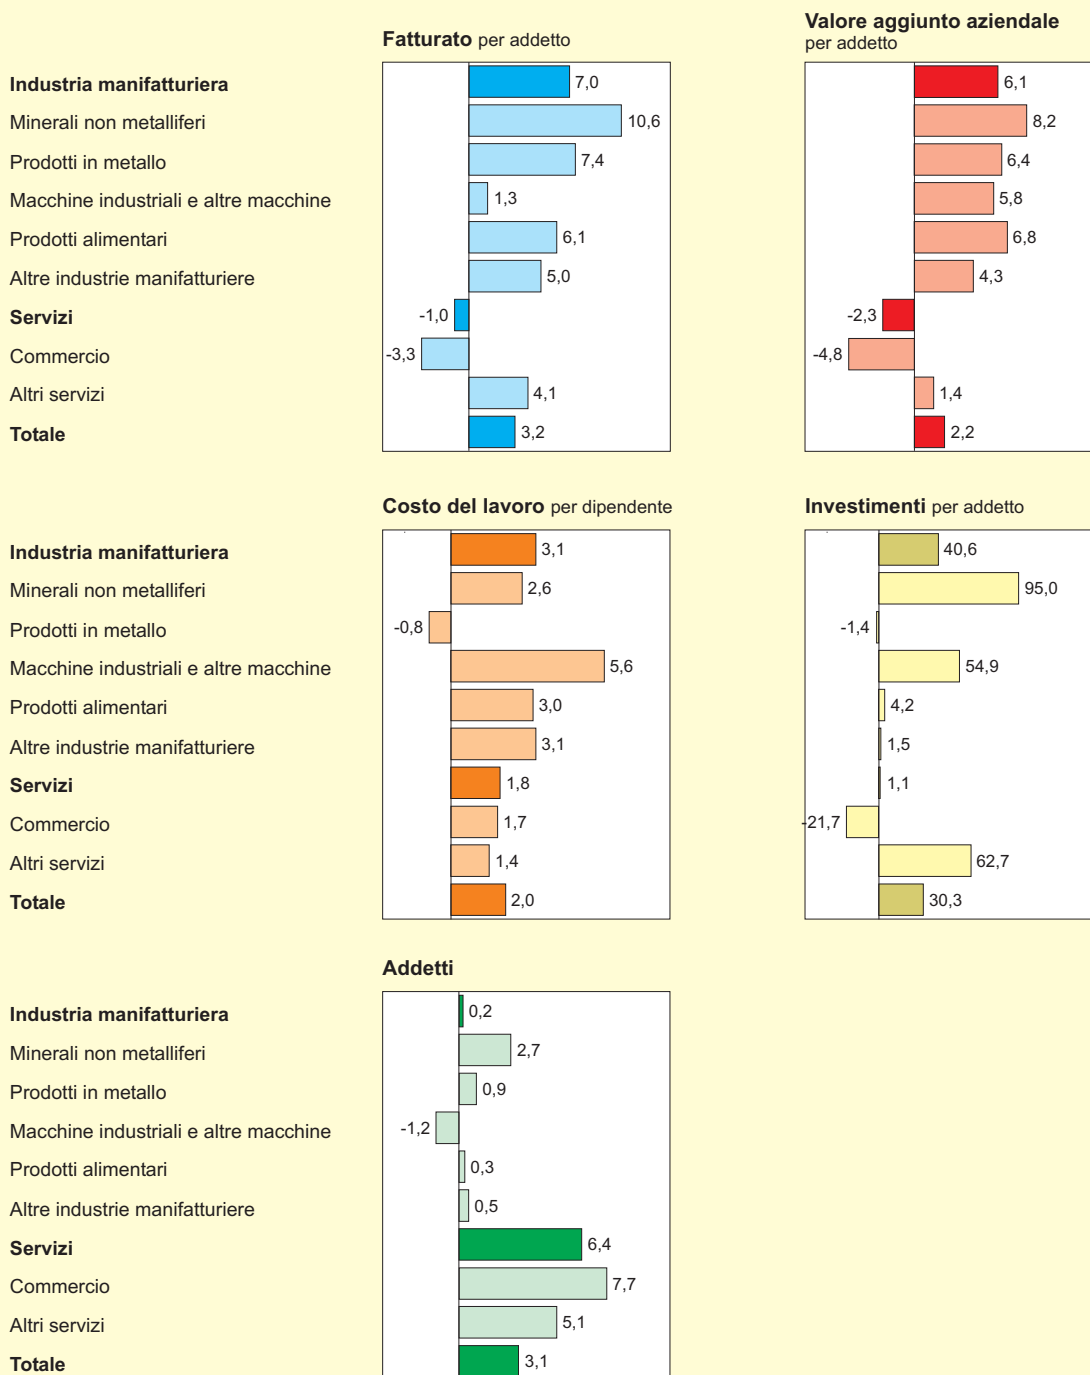 Fatturato per addetto
Valore aggiunto aziendale
per addetto
Industria manifatturiera 7,0 6,1
Minerali non metalliferi 10,6 8,2
Prodotti in metallo 7,4 6,4
Macchine industriali e altre macchine 1,3 5,8
Prodotti alimentari 6,1 6,8
Altre industrie manifatturiere 5,0 4,3
Servizi -1,0 -2,3
Commercio -3,3 -4,8
Altri servizi 4,1 1,4
Totale 3,2 2,2
Costo del lavoro per dipendente Investimenti per addetto
Industria manifatturiera 3,1 40,6
Minerali non metalliferi 2,6 95,0
Prodotti in metallo -0,8 -1,4
Macchine industriali e altre macchine 5,6 54,9
Prodotti alimentari 3,0 4,2
Altre industrie manifatturiere 3,1 1,5
Servizi 1,8 1,1
Commercio 1,7 -21,7
Altri servizi 1,4 62,7
Totale 2,0 30,3
Addetti
Industria manifatturiera 0,2
Minerali non metalliferi 2,7
Prodotti in metallo 0,9
Macchine industriali e altre macchine -1,2
Prodotti alimentari 0,3
Altre industrie manifatturiere 0,5
Servizi 6,4
Commercio 7,7
Altri servizi 5,1
Totale 3,1